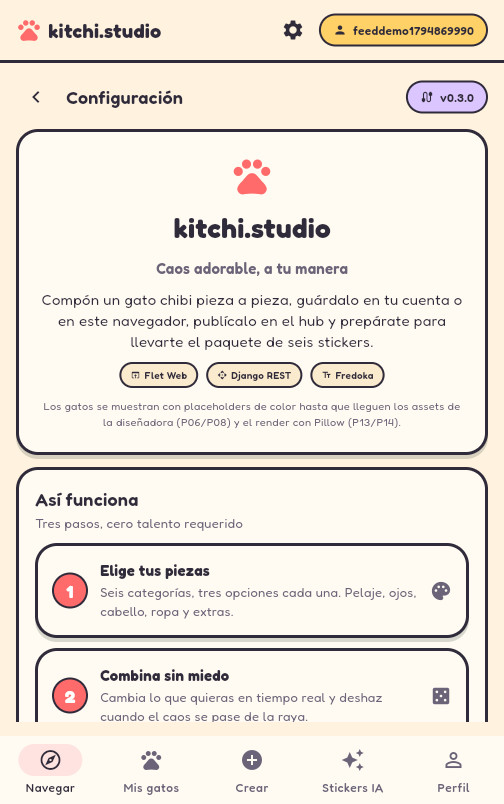 kitchi.studio
feeddemo1794869990
Configuración
v0.3.0
kitchi.studio
Caos adorable, a tu manera
Compón un gato chibi pieza a pieza, guárdalo en tu cuenta o
en este navegador, publícalo en el hub y prepárate para
llevarte el paquete de seis stickers.
Flet Web
Django REST
Fredoka
Los gatos se muestran con placeholders de color hasta que lleguen los assets de
la diseñadora (P06/P08) y el render con Pillow (P13/P14).
Así funciona
Tres pasos, cero talento requerido
1
Elige tus piezas
Seis categorías, tres opciones cada una. Pelaje, ojos,
cabello, ropa y extras.
2
Combina sin miedo
Cambia lo que quieras en tiempo real y deshaz
cuando el caos se pase de la raya.
Navegar
Mis gatos
Crear
Stickers IA
Perfil